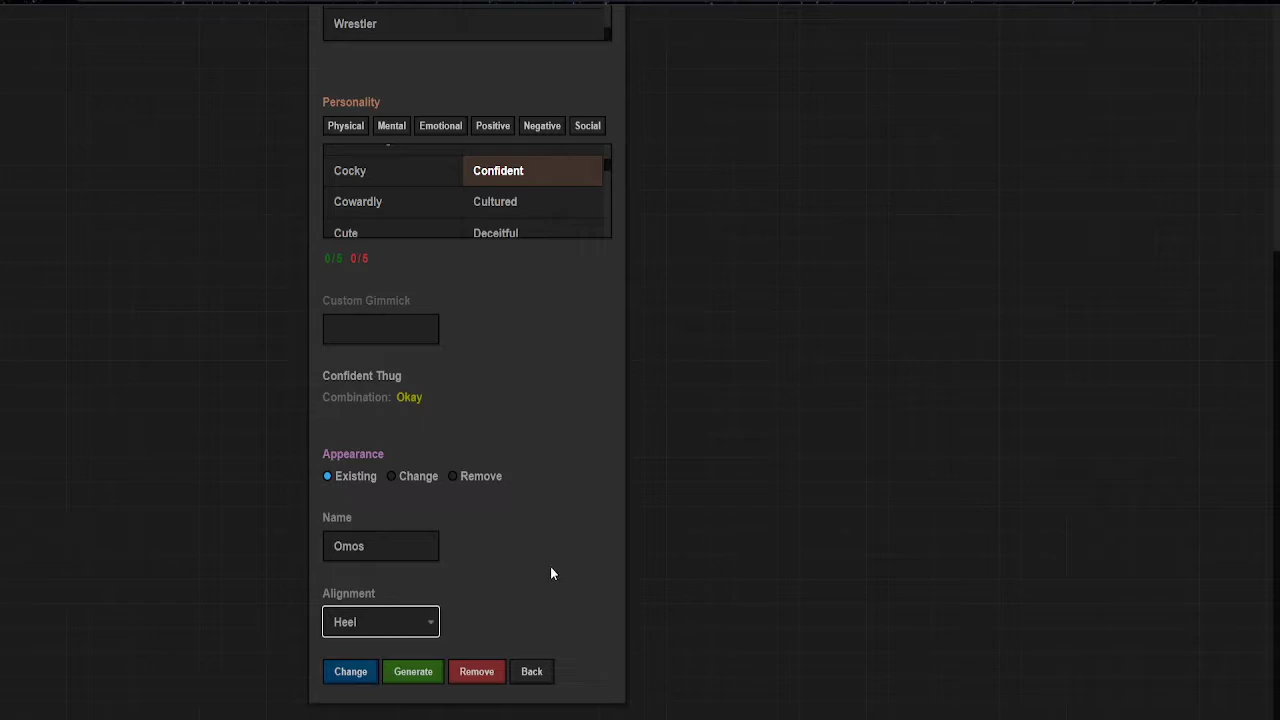 Wrestler
Personality
Physical Mental Emotional Positive Negative Social
Cocky Confident
Cowardly Cultured
Cute Deceitful
0/5 0/5
Custom Gimmick
Confident Thug
Combination: Okay
Appearance
Existing Change Remove
Name
Omos
Alignment
Heel
Change Generate Remove Back